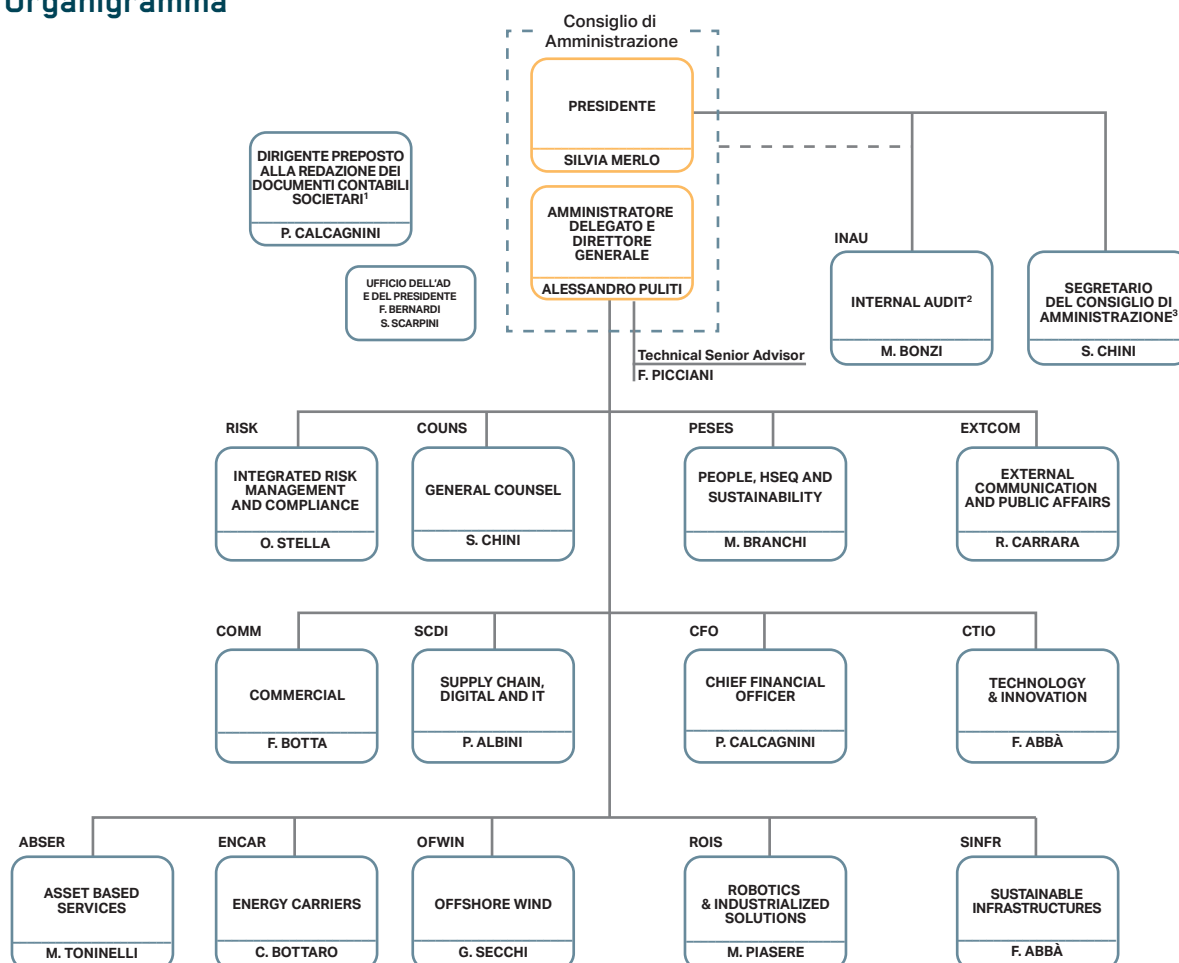 Organigramma
Consiglio di
Amministrazione
PRESIDENTE
SILVIA MERLO
DIRIGENTE PREPOSTO
ALLA REDAZIONE DEI
DOCUMENTI CONTABILI
SOCIETARI¹
P. CALCAGNINI
AMMINISTRATORE
DELEGATO E
DIRETTORE
GENERALE
ALESSANDRO PULITI
UFFICIO DELL'AD
E DEL PRESIDENTE
F. BERNARDI
S. SCARPINI
INAU
INTERNAL AUDIT²
M. BONZI
SEGRETARIO
DEL CONSIGLIO DI
AMMINISTRAZIONE³
S. CHINI
Technical Senior Advisor
F. PICCIANI
RISK
INTEGRATED RISK
MANAGEMENT
AND COMPLIANCE
O. STELLA
COUNS
GENERAL COUNSEL
S. CHINI
PESES
PEOPLE, HSEQ AND
SUSTAINABILITY
M. BRANCHI
EXTCOM
EXTERNAL
COMMUNICATION
AND PUBLIC AFFAIRS
R. CARRARA
COMM
COMMERCIAL
F. BOTTA
SCDI
SUPPLY CHAIN,
DIGITAL AND IT
P. ALBINI
CFO
CHIEF FINANCIAL
OFFICER
P. CALCAGNINI
CTIO
TECHNOLOGY
& INNOVATION
F. ABBÀ
ABSER
ASSET BASED
SERVICES
M. TONINELLI
ENCAR
ENERGY CARRIERS
C. BOTTARO
OFWIN
OFFSHORE WIND
G. SECCHI
ROIS
ROBOTICS
& INDUSTRIALIZED
SOLUTIONS
M. PIASERE
SINFR
SUSTAINABLE
INFRASTRUCTURES
F. ABBÀ